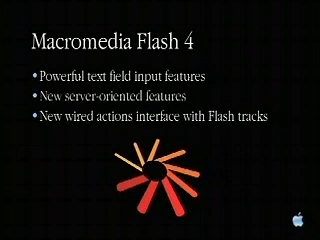 Macromedia Flash 4
• Powerful text field input features
• New server-oriented features
• New wired actions interface with Flash tracks